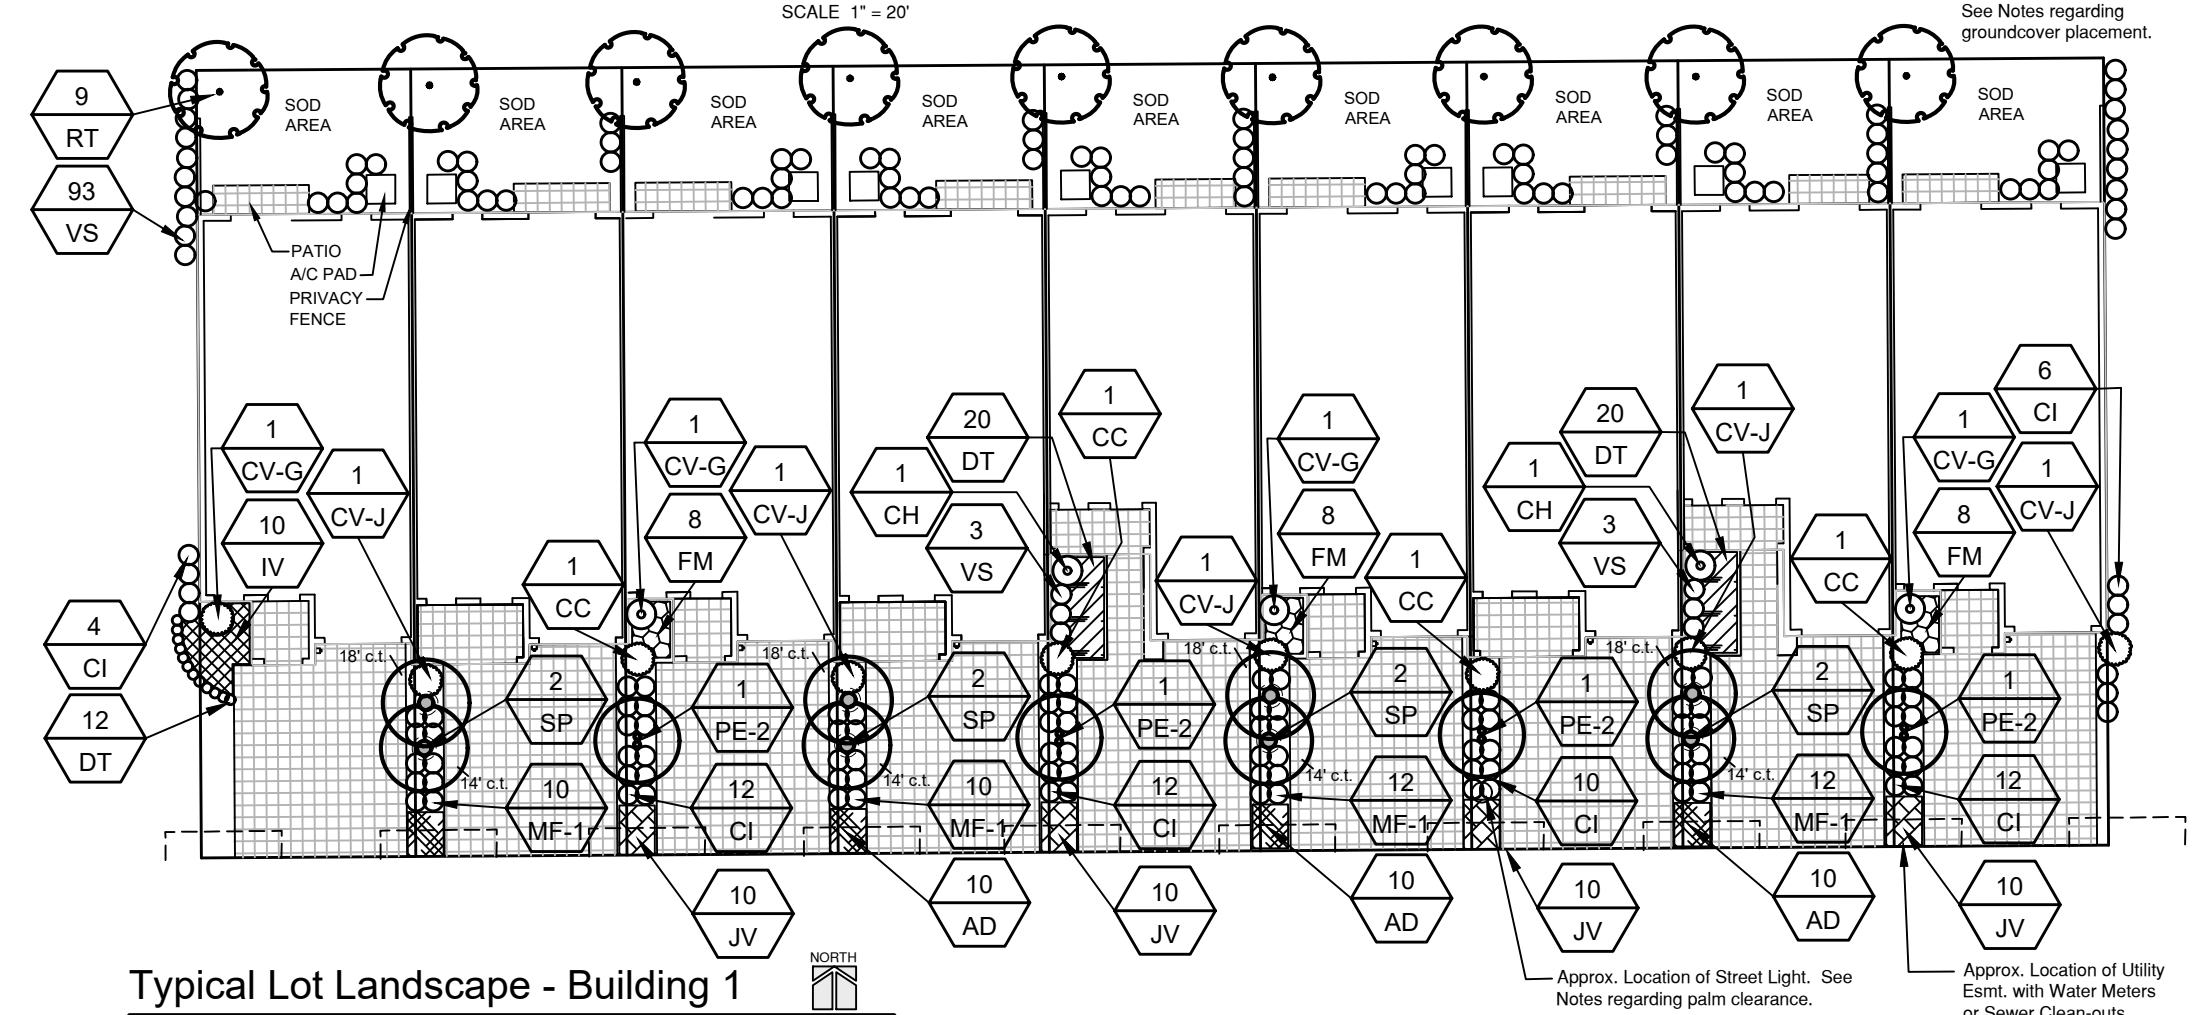 SCALE 1" = 20'
See Notes regarding
groundcover placement.
9
RT
93
VS
SOD
AREA
SOD
AREA
SOD
AREA
SOD
AREA
SOD
AREA
SOD
AREA
SOD
AREA
SOD
AREA
SOD
AREA
PATIO
A/C PAD
PRIVACY
FENCE
1
CV-G
10
IV
1
CV-J
4
CI
12
DT
1
CC
1
CV-G
8
FM
1
CV-J
1
CH
20
DT
3
VS
1
CC
1
CV-J
1
CV-G
8
FM
1
CC
1
CH
20
DT
3
VS
1
CV-J
1
CC
1
CV-G
8
FM
6
CI
1
CV-J
18' c.t.
18' c.t.
18' c.t.
18' c.t.
2
SP
1
PE-2
2
SP
1
PE-2
2
SP
1
PE-2
2
SP
1
PE-2
14' c.t.
14' c.t.
14' c.t.
14' c.t.
10
MF-1
12
CI
10
MF-1
12
CI
12
MF-1
10
CI
12
MF-1
12
CI
10
JV
10
AD
10
JV
10
AD
10
JV
10
AD
10
JV
Typical Lot Landscape - Building 1
NORTH
Approx. Location of Street Light. See
Notes regarding palm clearance.
Approx. Location of Utility
Esmt. with Water Meters
or Sewer Clean-outs